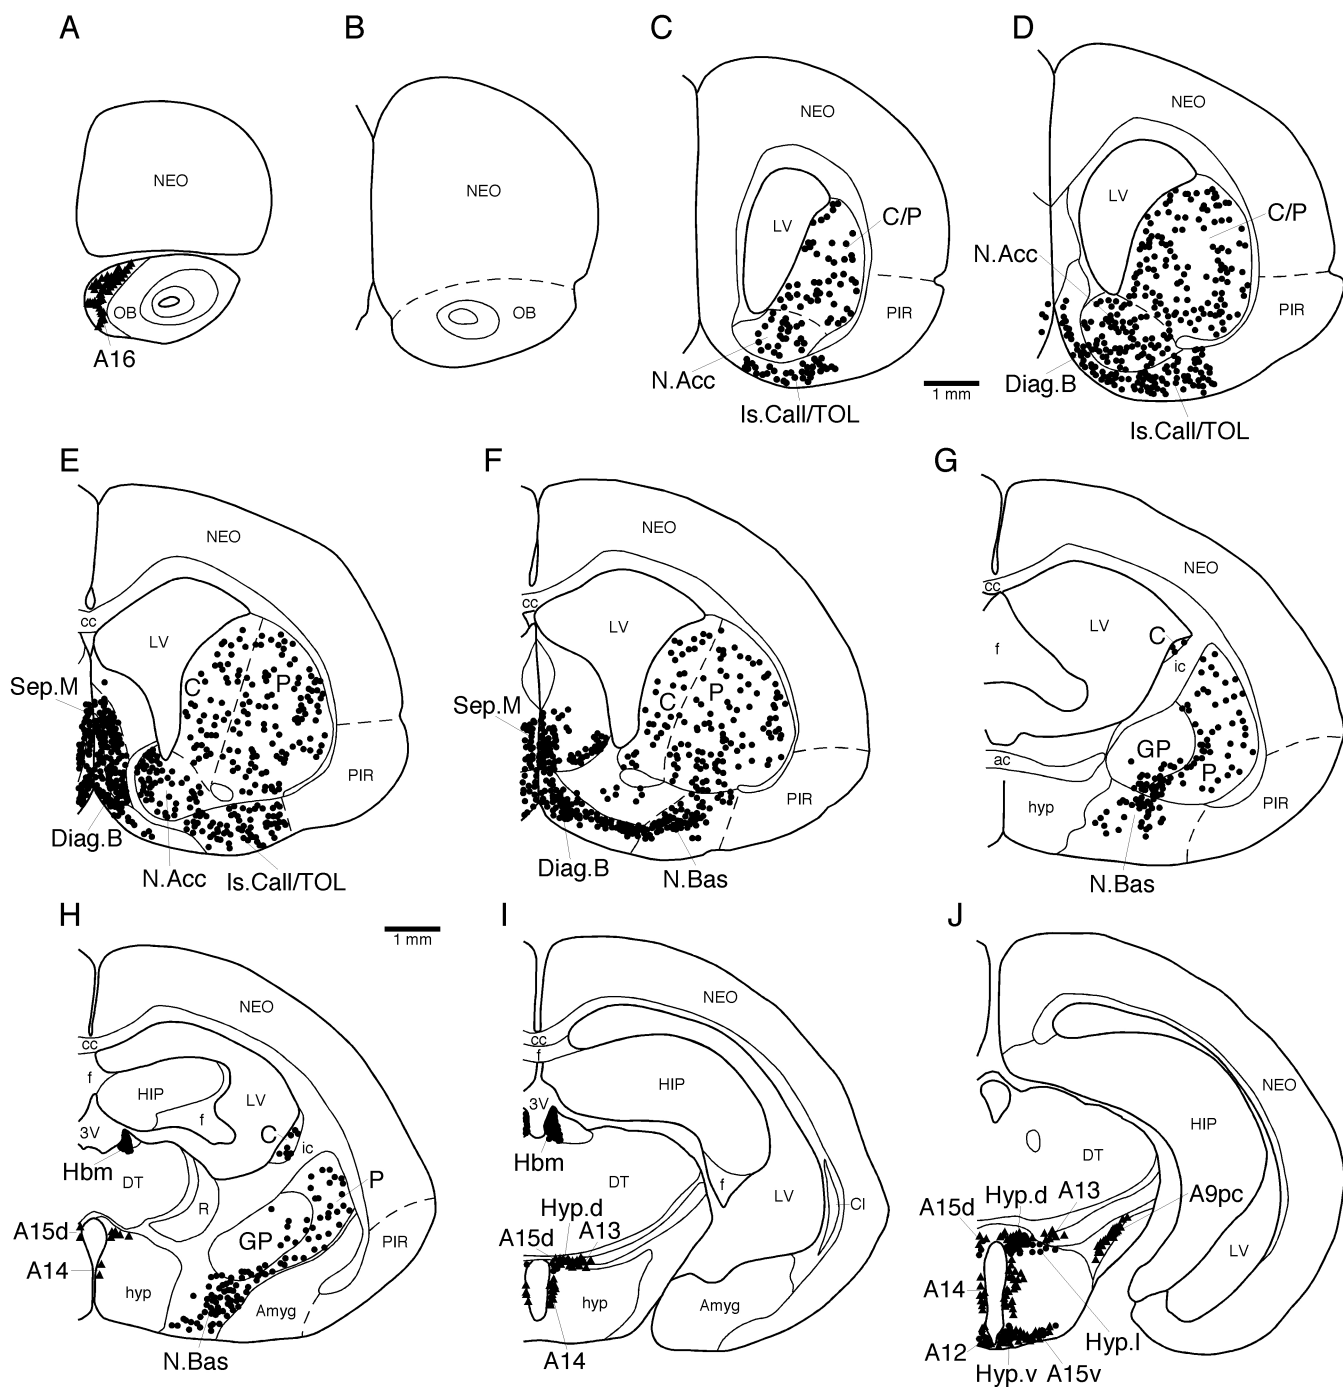 A
B
C
D
NEO
NEO
NEO
NEO
LV
C/P
LV
C/P
N.Acc
OB
OB
PIR
PIR
A16
N.Acc
Diag.B
1 mm
Is.Call/TOL
Is.Call/TOL
E
F
G
NEO
NEO
NEO
cc
LV
cc
LV
cc
LV
C
f
ic
Sep.M
C
P
Sep.M
C
P
GP
ac
P
PIR
PIR
hyp
PIR
Diag.B
N.Acc
Is.Call/TOL
Diag.B
N.Bas
N.Bas
H
1 mm
I
J
NEO
NEO
NEO
cc
f
HIP
LV
f
3V
C
ic
Hbm
DT
P
R
A15d
GP
PIR
A14
hyp
Amyg
N.Bas
cc
f
HIP
3V
Hbm
DT
f
LV
Cl
Hyp.d
A15d
A13
hyp
Amyg
A14
HIP
DT
Hyp.d
A13
A9pc
A15d
LV
A14
A12
Hyp.l
Hyp.v
A15v